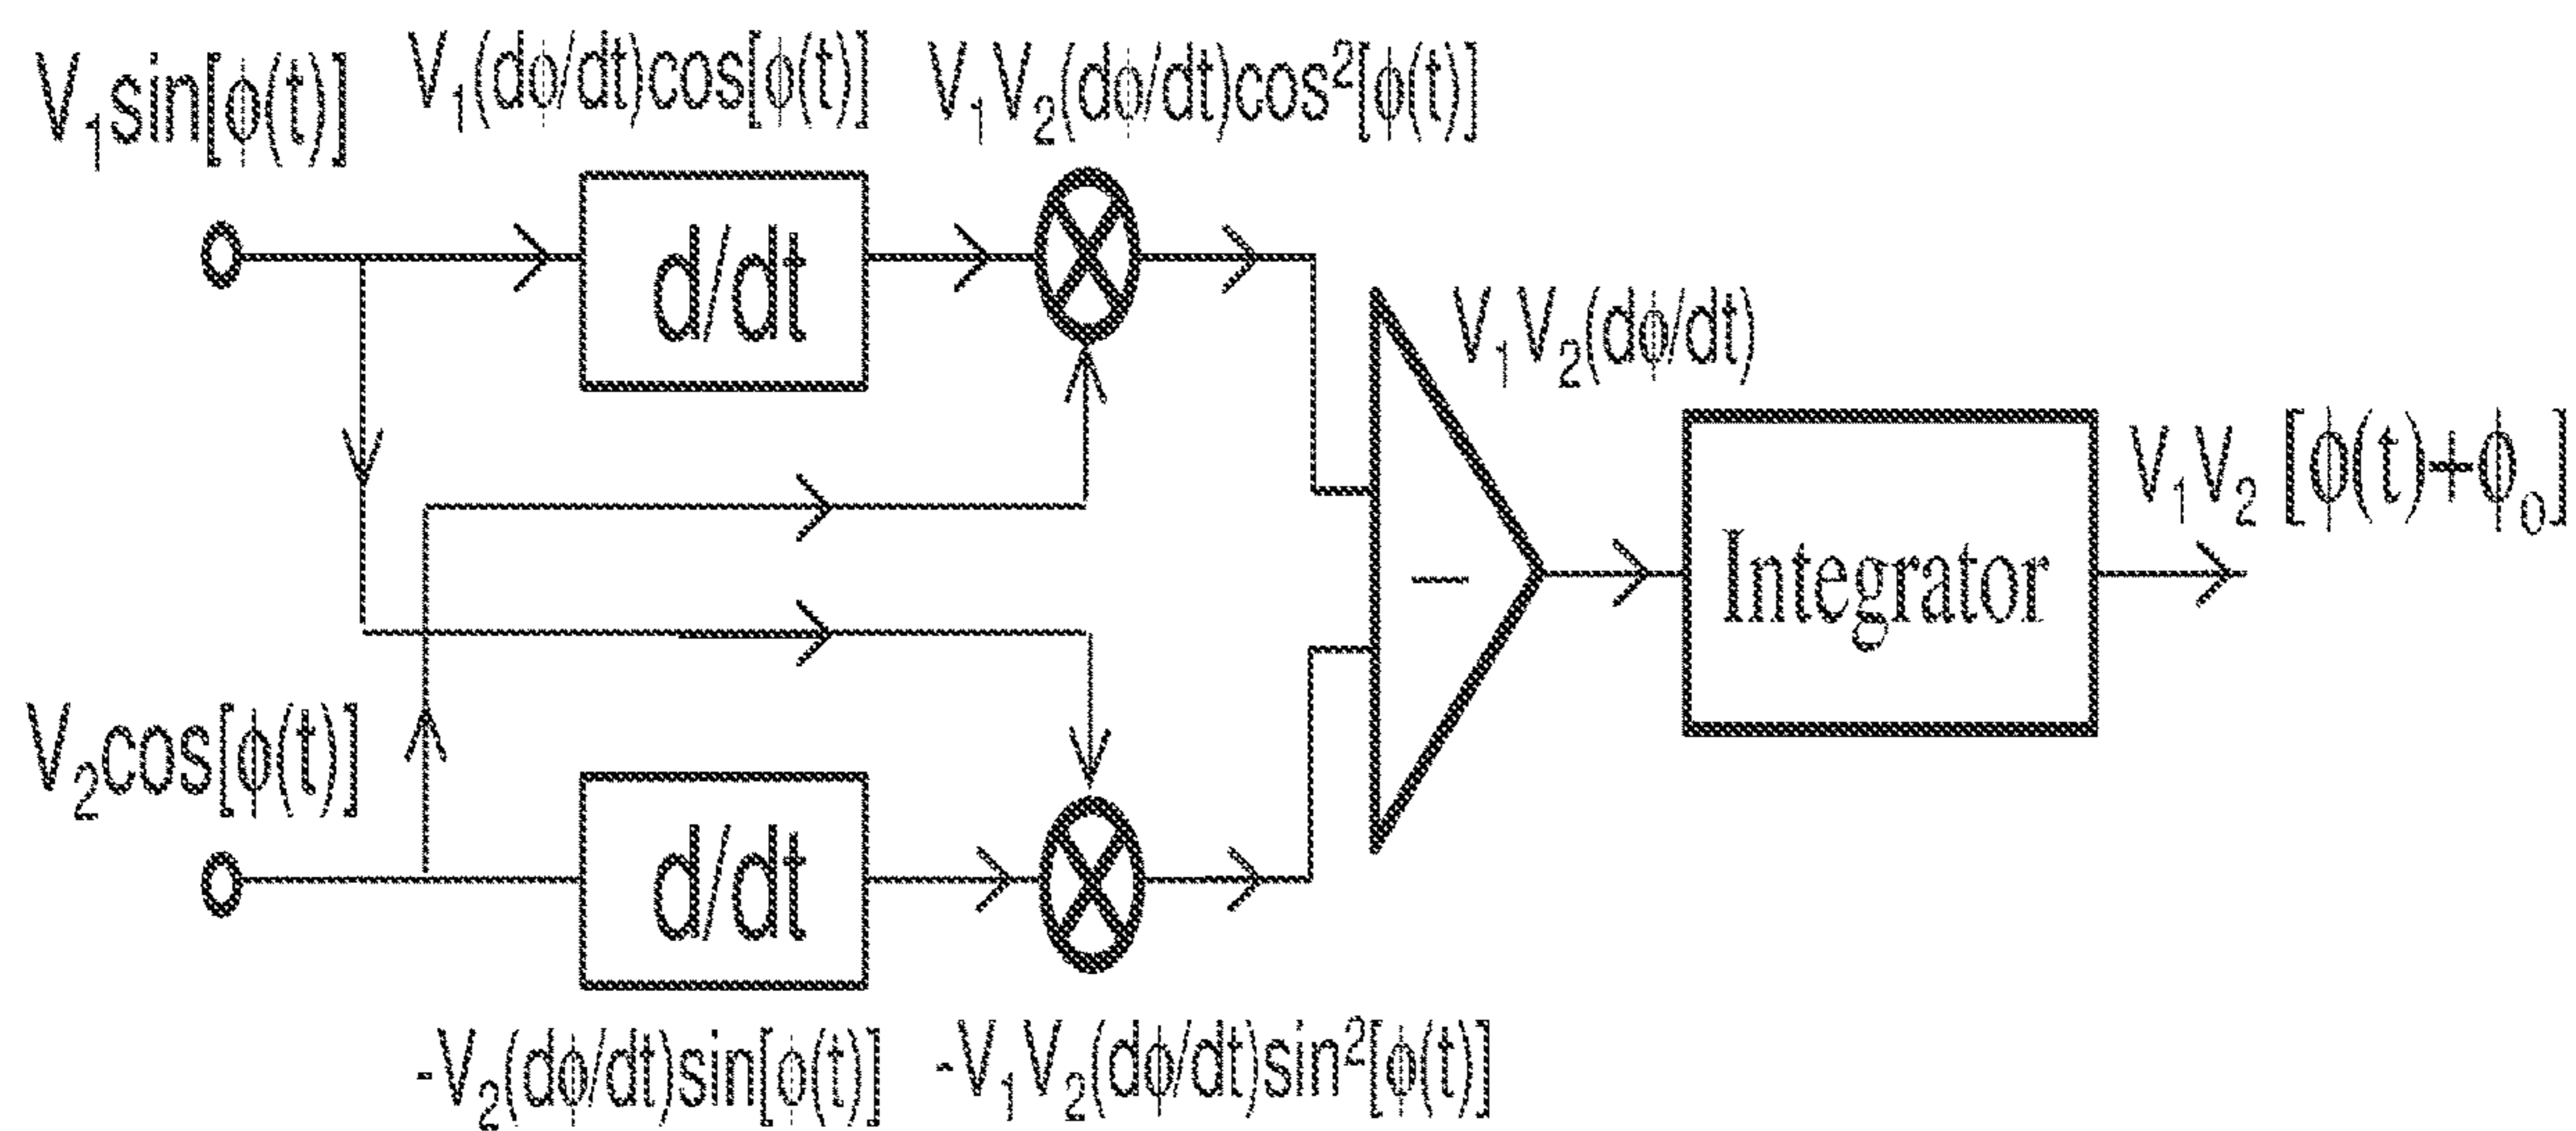 V₁sin[ϕ(t)]
V₁(dϕ/dt)cos[ϕ(t)]
V₁V₂(dϕ/dt)cos²[ϕ(t)]
d/dt
V₁V₂(dϕ/dt)
V₁V₂ [ϕ(t)+ϕ₀]
−
Integrator
V₂cos[ϕ(t)]
d/dt
-V₂(dϕ/dt)sin[ϕ(t)]
-V₁V₂(dϕ/dt)sin²[ϕ(t)]